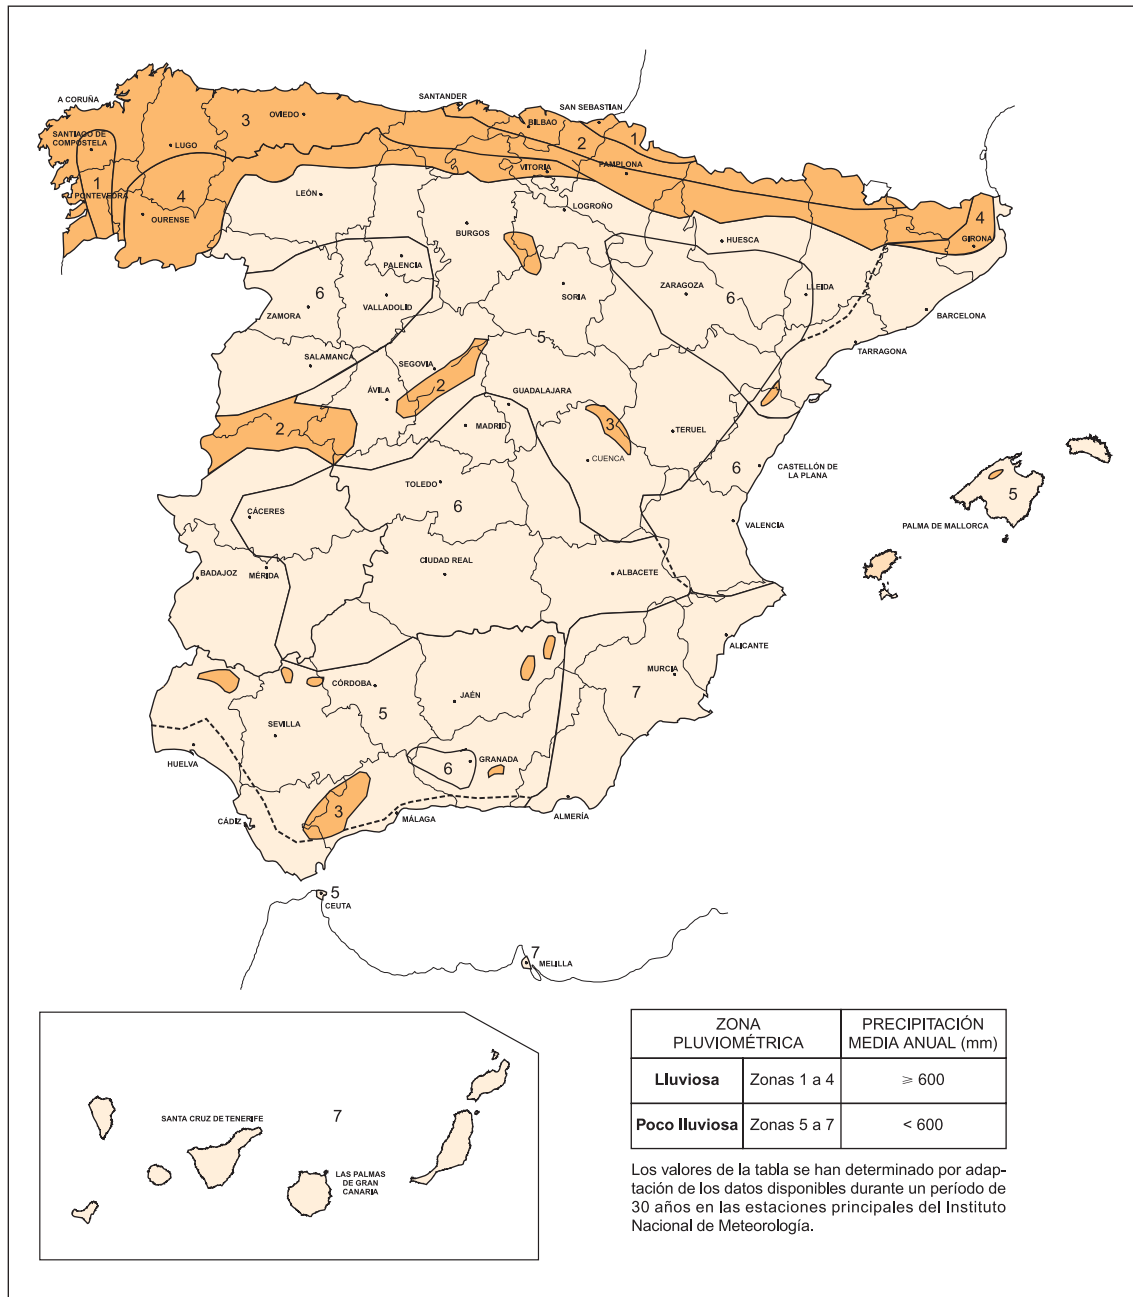 A CORUÑA
SANTANDER
SAN SEBASTIAN
3
OVIEDO
BILBAO
SANTIAGO DE
COMPOSTELA
LUGO
2
1
VITORIA
PAMPLONA
1
PONTEVEDRA
4
OURENSE
LEÓN
LOGROÑO
4
BURGOS
HUESCA
GIRONA
PALENCIA
6
ZAMORA
VALLADOLID
SORIA
ZARAGOZA
6
LLEIDA
BARCELONA
5
TARRAGONA
SALAMANCA
SEGOVIA
2
ÁVILA
GUADALAJARA
2
MADRID
3
TERUEL
CUENCA
6
CASTELLÓN DE
LA PLANA
TOLEDO
6
5
CÁCERES
VALENCIA
PALMA DE MALLORCA
BADAJOZ
MÉRIDA
CIUDAD REAL
ALBACETE
ALICANTE
MURCIA
7
CÓRDOBA
JAÉN
5
SEVILLA
HUELVA
GRANADA
6
3
CÁDIZ
MÁLAGA
ALMERÍA
5
CEUTA
7
MELILLA
SANTA CRUZ DE TENERIFE
7
LAS PALMAS
DE GRAN
CANARIA
ZONA
PLUVIOMÉTRICA
PRECIPITACIÓN
MEDIA ANUAL (mm)
Lluviosa Zonas 1 a 4 ⩾ 600
Poco lluviosa Zonas 5 a 7 < 600
Los valores de la tabla se han determinado por adap-
tación de los datos disponibles durante un período de
30 años en las estaciones principales del Instituto
Nacional de Meteorología.